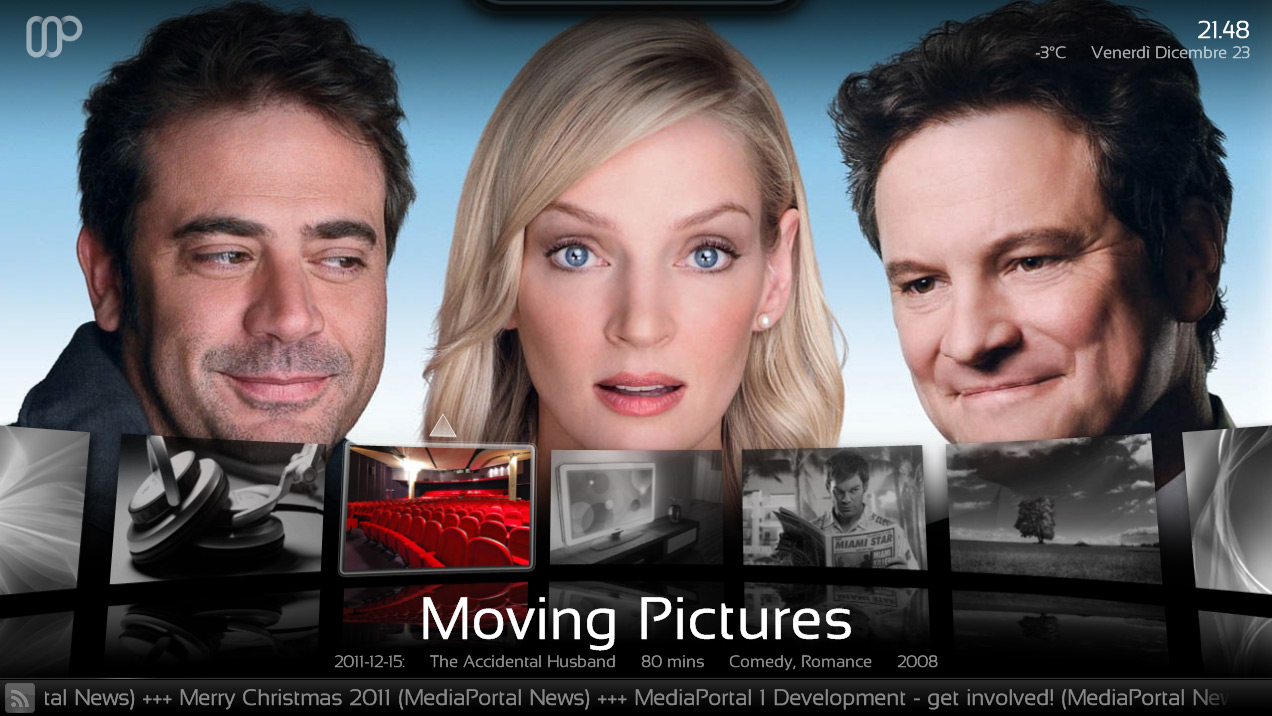 21.48
-3°C Venerdì Dicembre 23
MIAMI STAR
Moving Pictures
2011-12-15: The Accidental Husband 80 mins Comedy, Romance 2008
tal News) +++ Merry Christmas 2011 (MediaPortal News) +++ MediaPortal 1 Development - get involved! (MediaPortal New